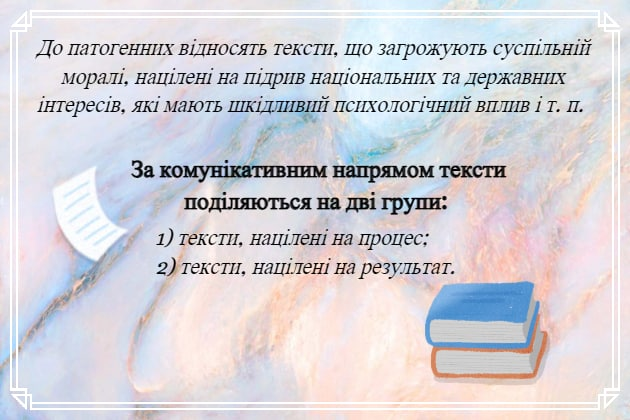 До патогенних відносять тексти, що загрожують суспільній
моралі, націлені на підрив національних та державних
інтересів, які мають шкідливий психологічний вплив і т. п.
За комунікативним напрямом тексти
поділяються на дві групи:
1) тексти, націлені на процес;
2) тексти, націлені на результат.